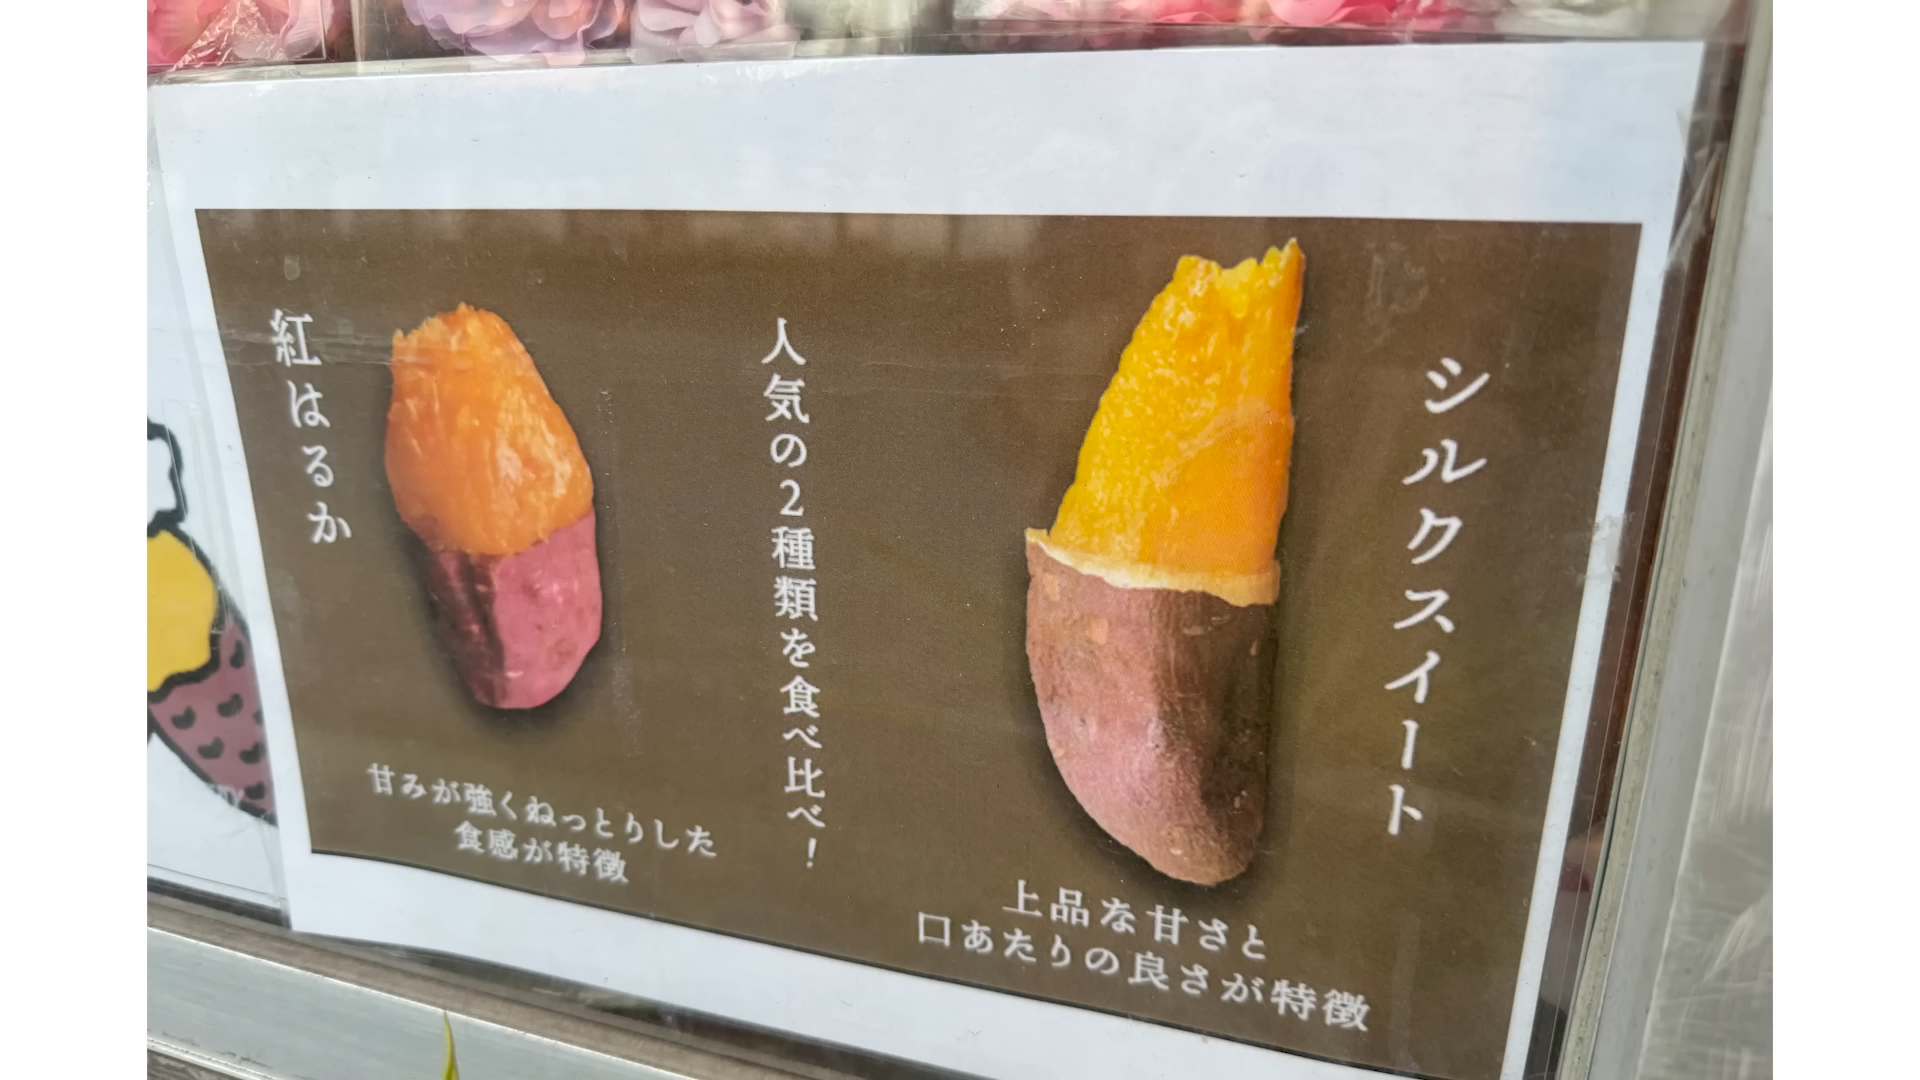 シルクスイート
上品な甘さと
口あたりの良さが特徴
人気の2種類を食べ比べ!
紅はるか
甘みが強くねっとりした
食感が特徴